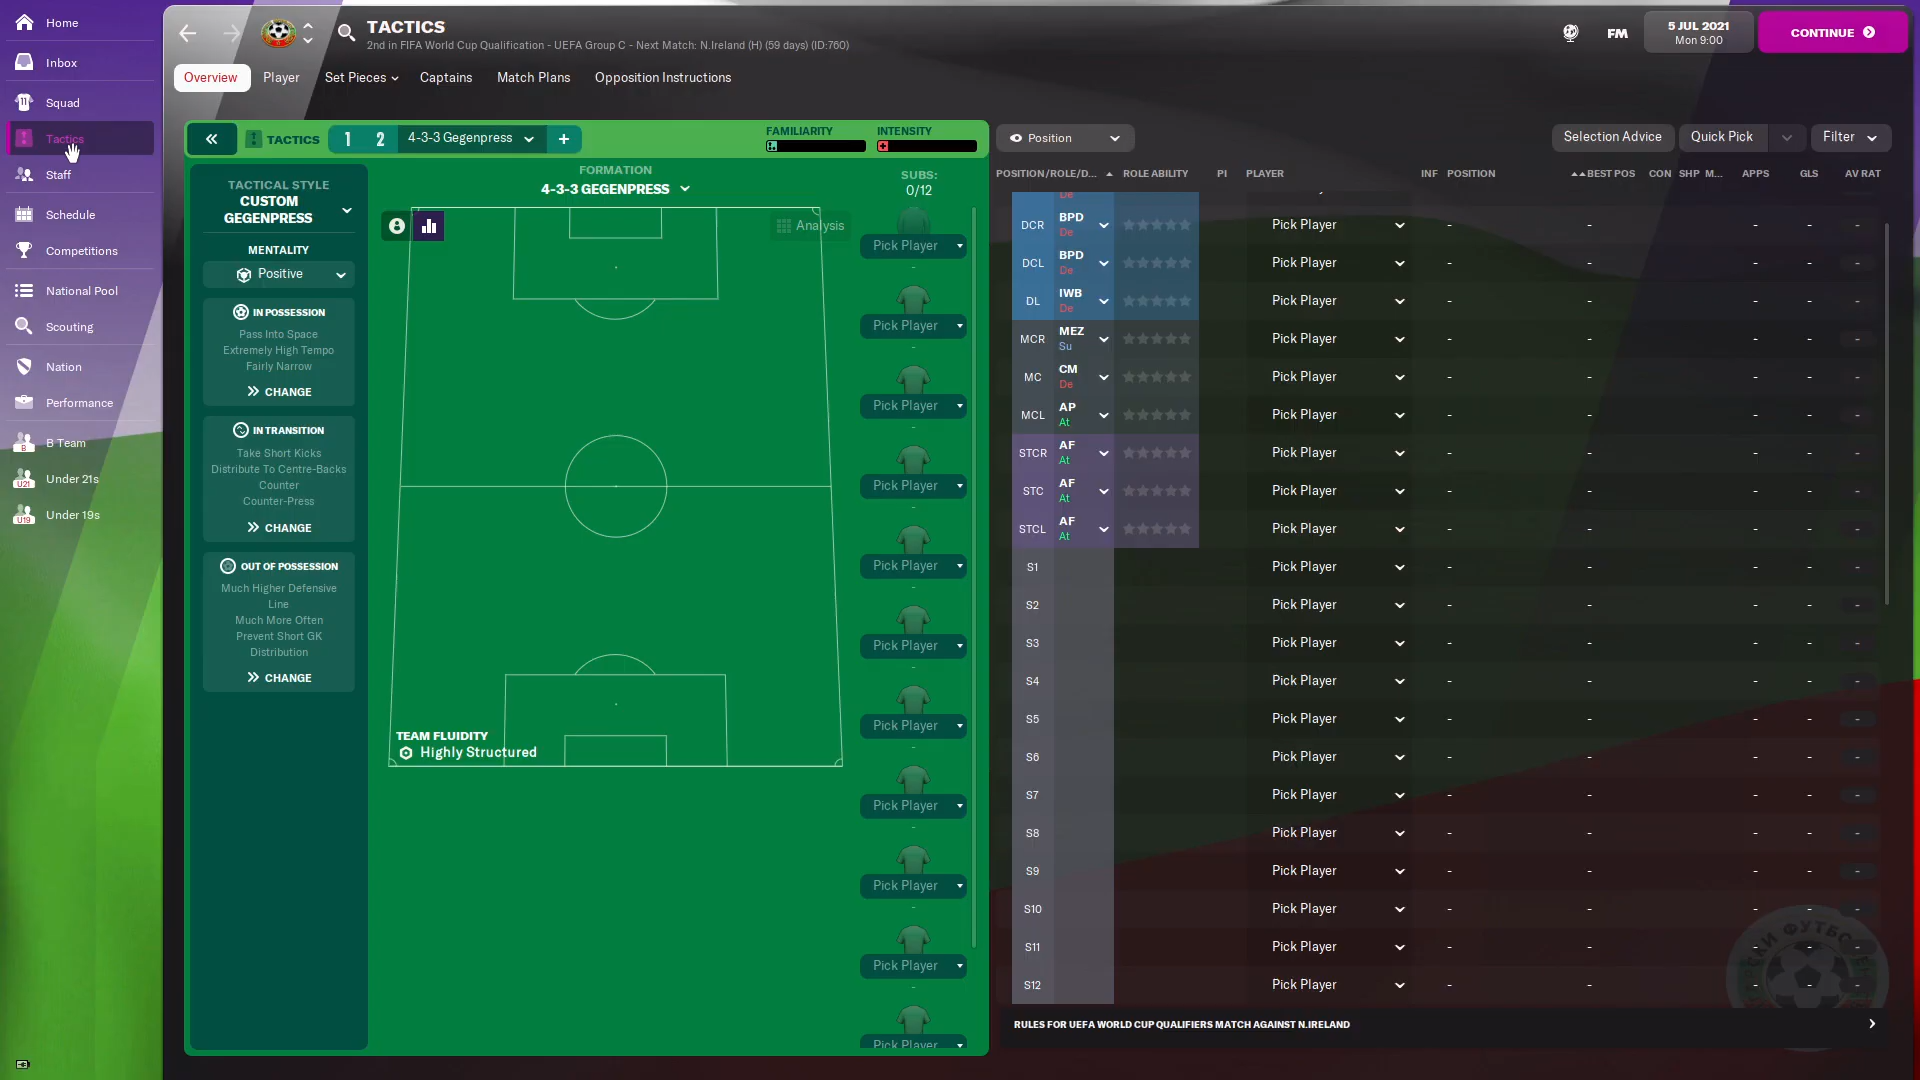 Home
Inbox
Squad
Tactics
Staff
Schedule
Competitions
National Pool
Scouting
Nation
Performance
B Team
Under 21s
Under 19s
B
U21
U19
11
TACTICS
2nd in FIFA World Cup Qualification - UEFA Group C - Next Match: N.Ireland (H) (59 days) (ID:760)
FM
5 JUL 2021
Mon 9:00
CONTINUE
Overview
Player
Set Pieces
Captains
Match Plans
Opposition Instructions
TACTICS
1
2
4-3-3 Gegenpress
+
FAMILIARITY
INTENSITY
TACTICAL STYLE
CUSTOM
GEGENPRESS
MENTALITY
Positive
IN POSSESSION
Pass Into Space
Extremely High Tempo
Fairly Narrow
CHANGE
IN TRANSITION
Take Short Kicks
Distribute To Centre-Backs
Counter
Counter-Press
CHANGE
OUT OF POSSESSION
Much Higher Defensive
Line
Much More Often
Prevent Short GK
Distribution
CHANGE
FORMATION
4-3-3 GEGENPRESS
Analysis
TEAM FLUIDITY
Highly Structured
SUBS:
0/12
Pick Player
-
Pick Player
-
Pick Player
-
Pick Player
-
Pick Player
-
Pick Player
-
Pick Player
-
Pick Player
-
Pick Player
-
Pick Player
-
Pick Player
Position
Selection Advice
Quick Pick
Filter
POSITION/ROLE/D... ROLE ABILITY PI PLAYER INF POSITION BEST POS CON SHP M... APPS GLS AV RAT
De
DCR BPD De Pick Player - - - - -
DCL BPD De Pick Player - - - - -
DL IWB De Pick Player - - - - -
MCR MEZ Su Pick Player - - - - -
MC CM De Pick Player - - - - -
MCL AP At Pick Player - - - - -
STCR AF At Pick Player - - - - -
STC AF At Pick Player - - - - -
STCL AF At Pick Player - - - - -
S1 Pick Player - - - - -
S2 Pick Player - - - - -
S3 Pick Player - - - - -
S4 Pick Player - - - - -
S5 Pick Player - - - - -
S6 Pick Player - - - - -
S7 Pick Player - - - - -
S8 Pick Player - - - - -
S9 Pick Player - - - - -
S10 Pick Player - - - - -
S11 Pick Player - - - - -
S12 Pick Player - - - - -
RULES FOR UEFA WORLD CUP QUALIFIERS MATCH AGAINST N.IRELAND